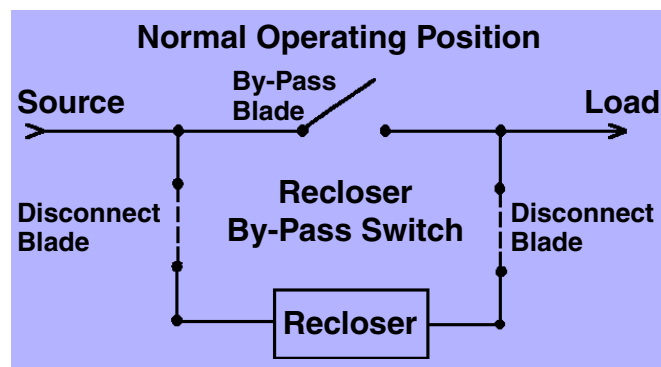 Normal Operating Position
By-Pass
Blade
Source
Load
Recloser
By-Pass Switch
Disconnect
Blade
Disconnect
Blade
Recloser